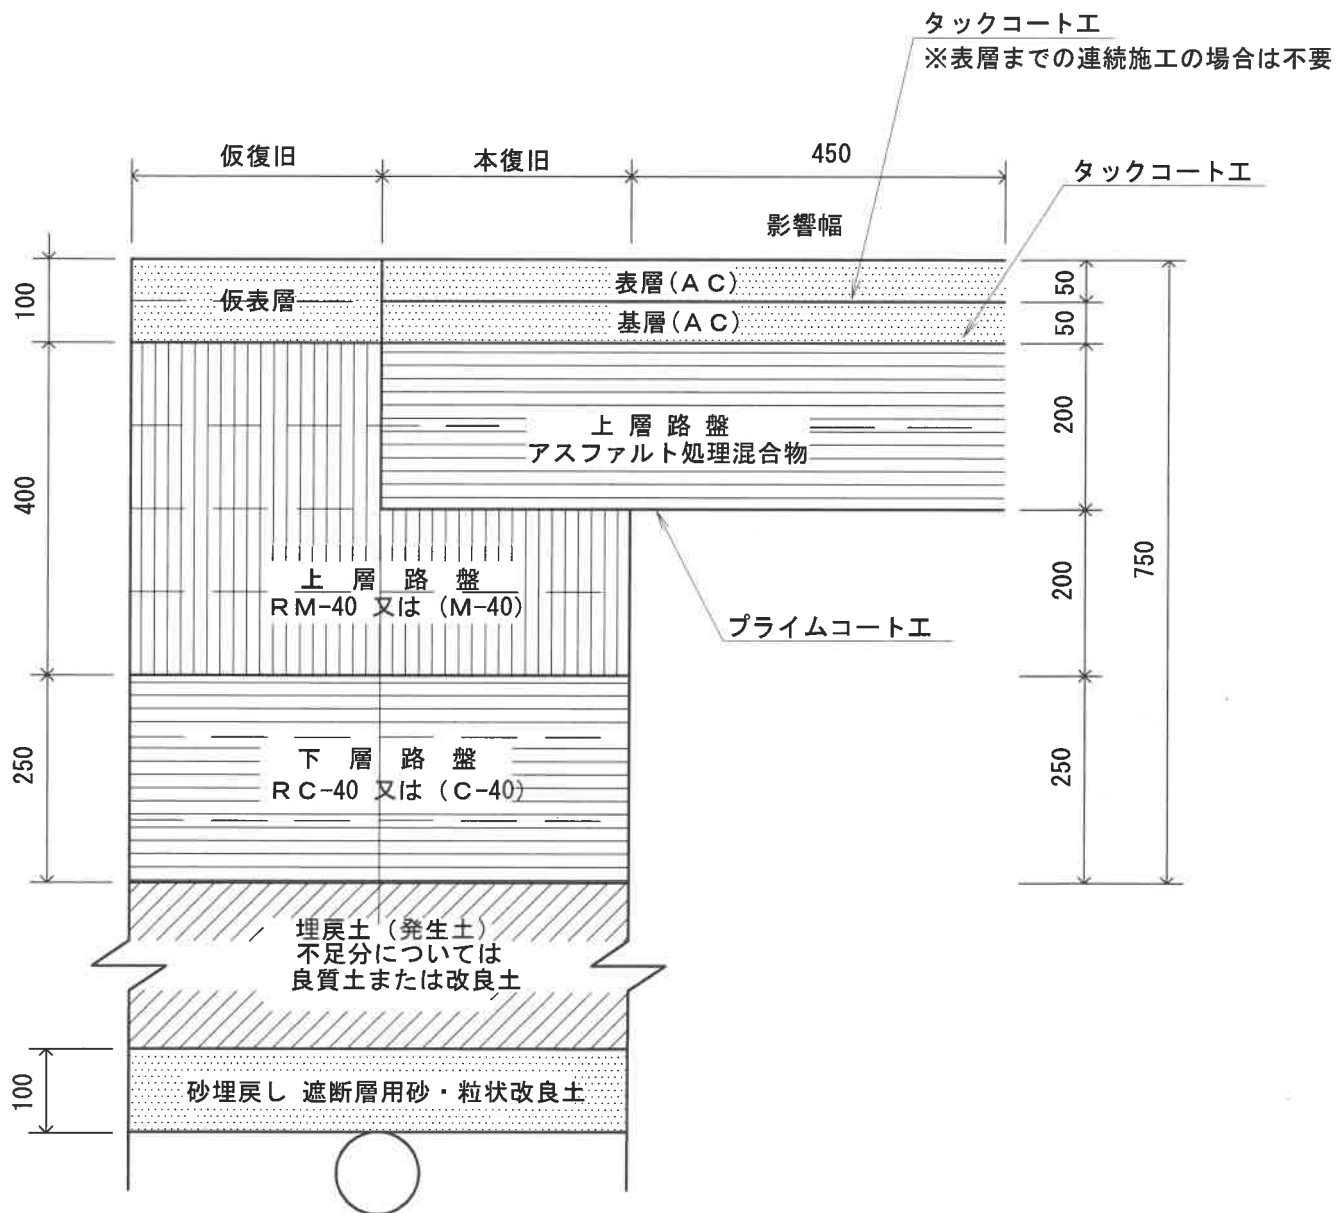 タックコート工
※表層までの連続施工の場合は不要
仮復旧
本復旧
450
タックコート工
影響幅
100
仮表層
表層(AC)
50
基層(AC)
50
400
上層路盤
アスファルト処理混合物
200
750
上層路盤
RM-40 又は (M-40)
200
プライムコート工
250
下層路盤
RC-40 又は (C-40)
250
埋戻土 (発生土)
不足分については
良質土または改良土
100
砂埋戻し 遮断層用砂・粒状改良土